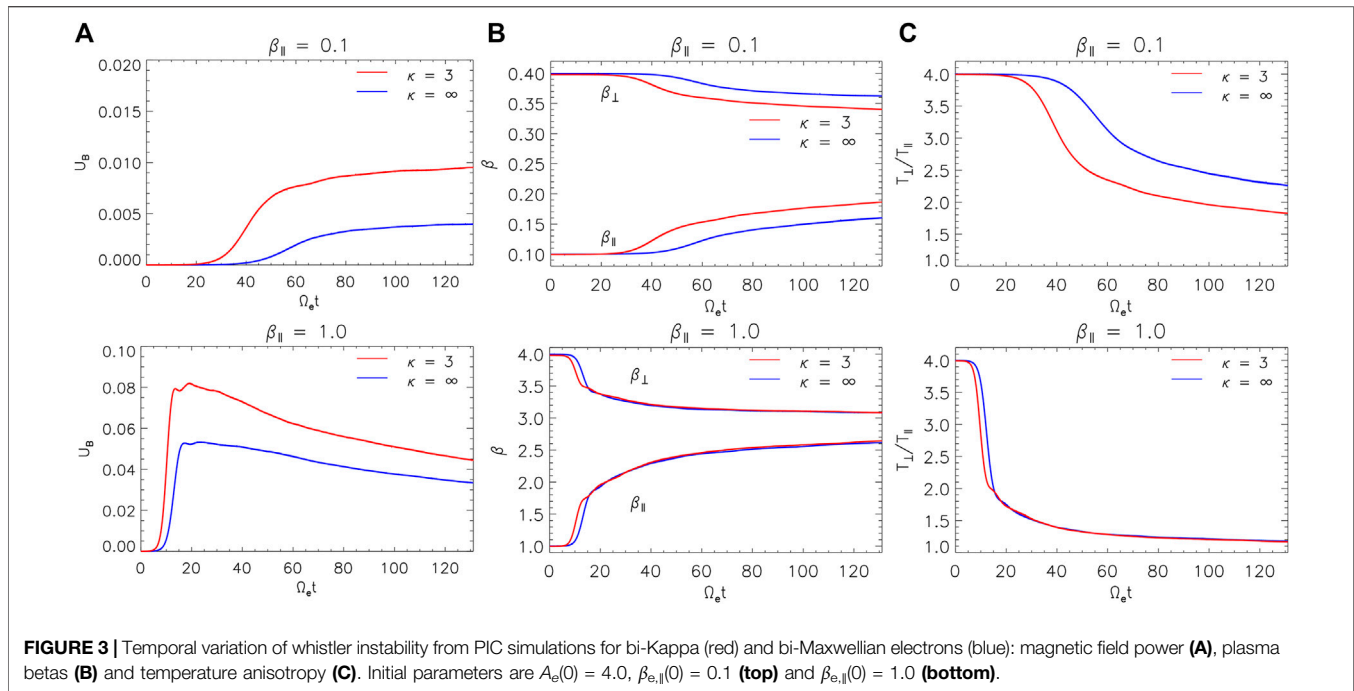 A
β∥ = 0.1
0.020
0.015
0.010
0.005
0.000
U_B
κ = 3
κ = ∞
0 20 40 60 80 100 120
Ω_e t
B
β∥ = 0.1
0.40
0.35
0.30
0.25
0.20
0.15
0.10
β
β⊥
κ = 3
κ = ∞
β∥
0 20 40 60 80 100 120
Ω_e t
C
β∥ = 0.1
4.0
3.5
3.0
2.5
2.0
1.5
1.0
T⊥/T∥
κ = 3
κ = ∞
0 20 40 60 80 100 120
Ω_e t
β∥ = 1.0
0.10
0.08
0.06
0.04
0.02
0.00
U_B
κ = 3
κ = ∞
0 20 40 60 80 100 120
Ω_e t
β∥ = 1.0
4.0
3.5
3.0
2.5
2.0
1.5
1.0
β
β⊥
κ = 3
κ = ∞
β∥
0 20 40 60 80 100 120
Ω_e t
β∥ = 1.0
4.0
3.5
3.0
2.5
2.0
1.5
1.0
T⊥/T∥
κ = 3
κ = ∞
0 20 40 60 80 100 120
Ω_e t
FIGURE 3 | Temporal variation of whistler instability from PIC simulations for bi-Kappa (red) and bi-Maxwellian electrons (blue): magnetic field power (A), plasma
betas (B) and temperature anisotropy (C). Initial parameters are A_e(0) = 4.0, β_e,∥(0) = 0.1 (top) and β_e,∥(0) = 1.0 (bottom).